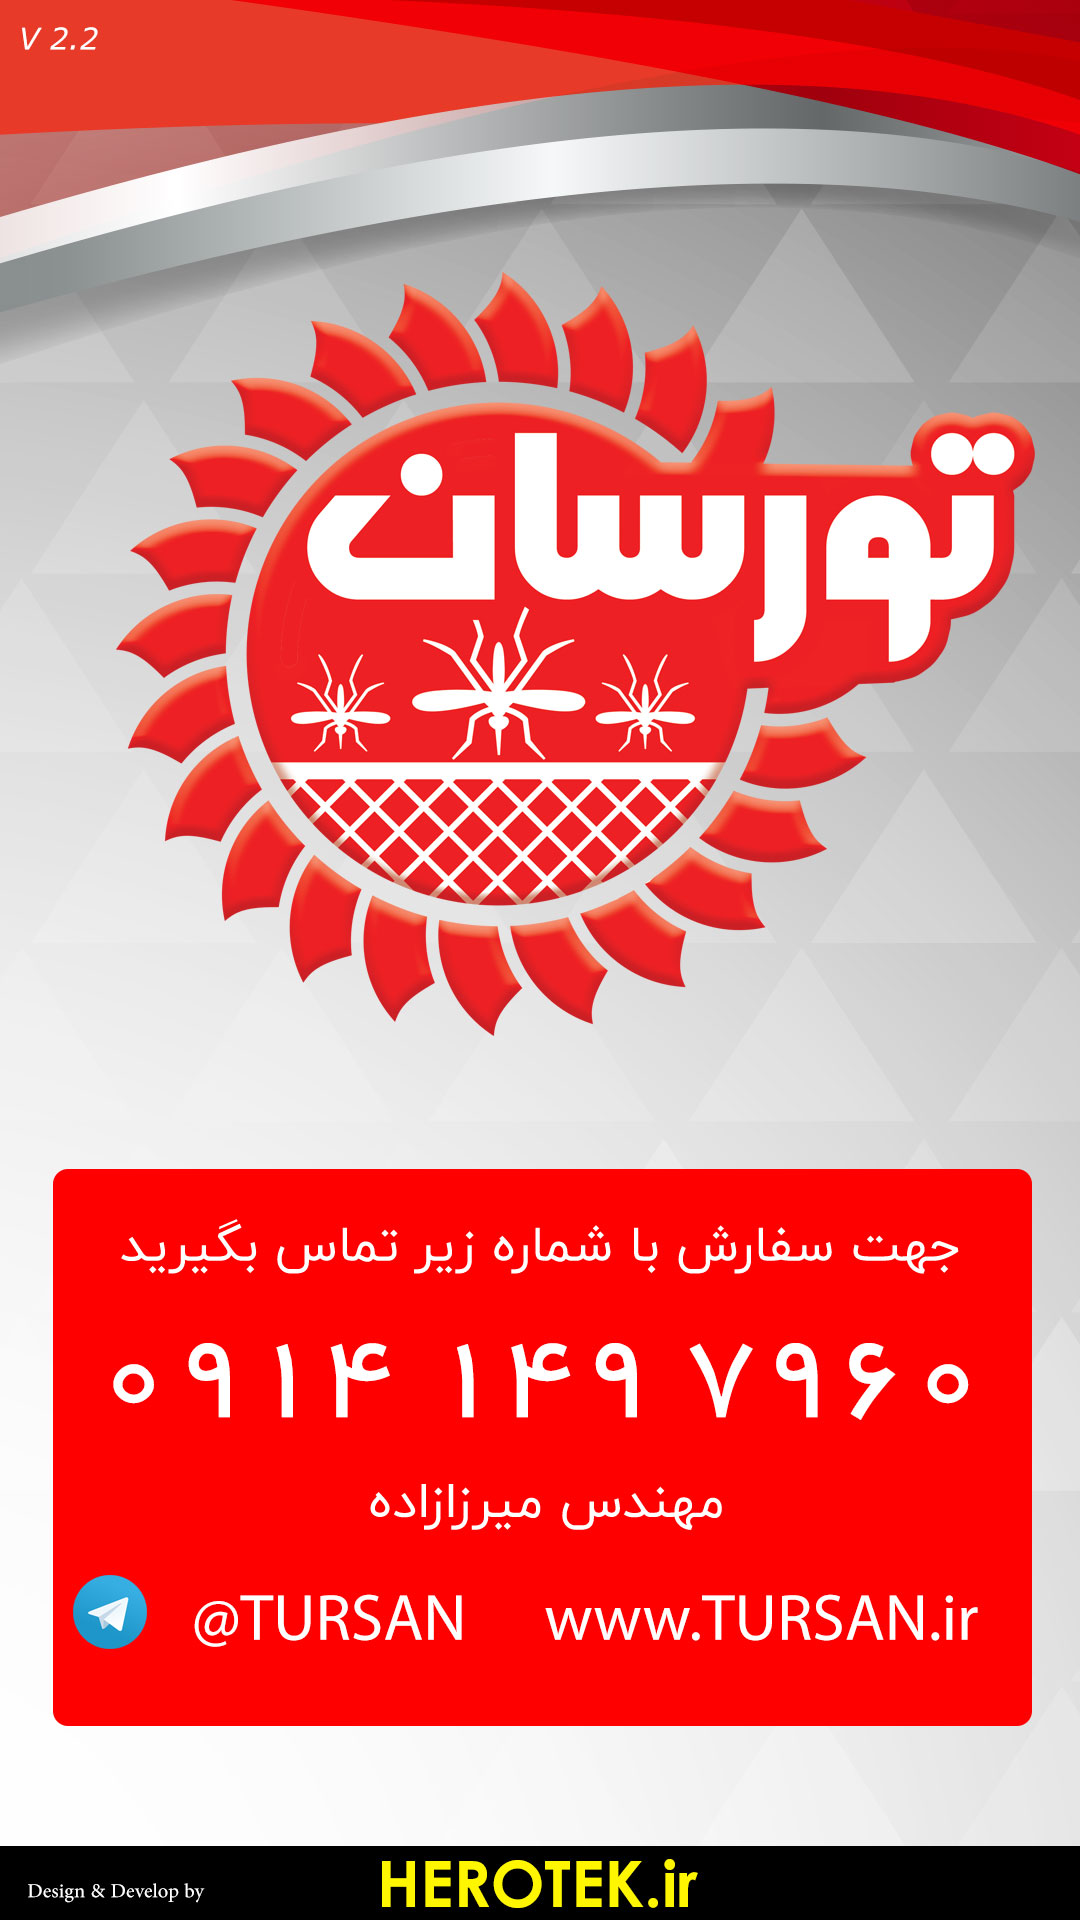 V 2.2
تورسان
جهت سفارش با شماره زیر تماس بگیرید
۰۹۱۴ ۱۴۹ ۷۹۶۰
مهندس میرزازاده
@TURSAN www.TURSAN.ir
Design & Develop by HEROTEK.ir